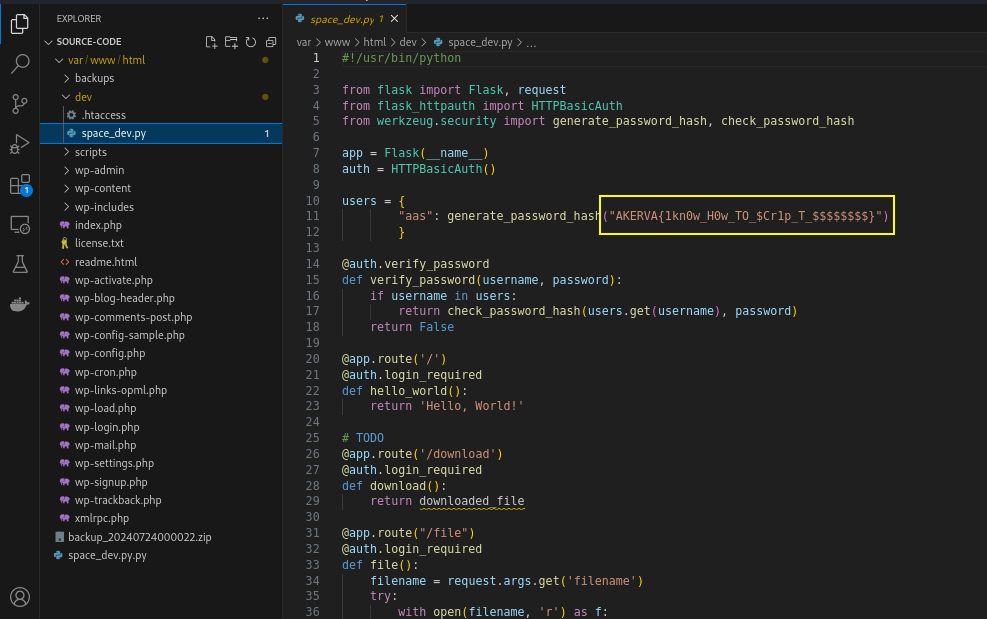 EXPLORER
SOURCE-CODE
var / www / html
backups
dev
.htaccess
space_dev.py 1
scripts
wp-admin
wp-content
wp-includes
index.php
license.txt
readme.html
wp-activate.php
wp-blog-header.php
wp-comments-post.php
wp-config-sample.php
wp-config.php
wp-cron.php
wp-links-opml.php
wp-load.php
wp-login.php
wp-mail.php
wp-settings.php
wp-signup.php
wp-trackback.php
xmlrpc.php
backup_20240724000022.zip
space_dev.py.py
1
space_dev.py 1
var > www > html > dev > space_dev.py > ...
1 #!/usr/bin/python
2
3 from flask import Flask, request
4 from flask_httpauth import HTTPBasicAuth
5 from werkzeug.security import generate_password_hash, check_password_hash
6
7 app = Flask(__name__)
8 auth = HTTPBasicAuth()
9
10 users = {
11         "aas": generate_password_hash("AKERVA{1kn0w_H0w_TO_$Cr1p_T_$$$$$$$$}")
12         }
13
14 @auth.verify_password
15 def verify_password(username, password):
16     if username in users:
17         return check_password_hash(users.get(username), password)
18     return False
19
20 @app.route('/')
21 @auth.login_required
22 def hello_world():
23     return 'Hello, World!'
24
25 # TODO
26 @app.route('/download')
27 @auth.login_required
28 def download():
29     return downloaded_file
30
31 @app.route("/file")
32 @auth.login_required
33 def file():
34     filename = request.args.get('filename')
35     try:
36         with open(filename, 'r') as f: